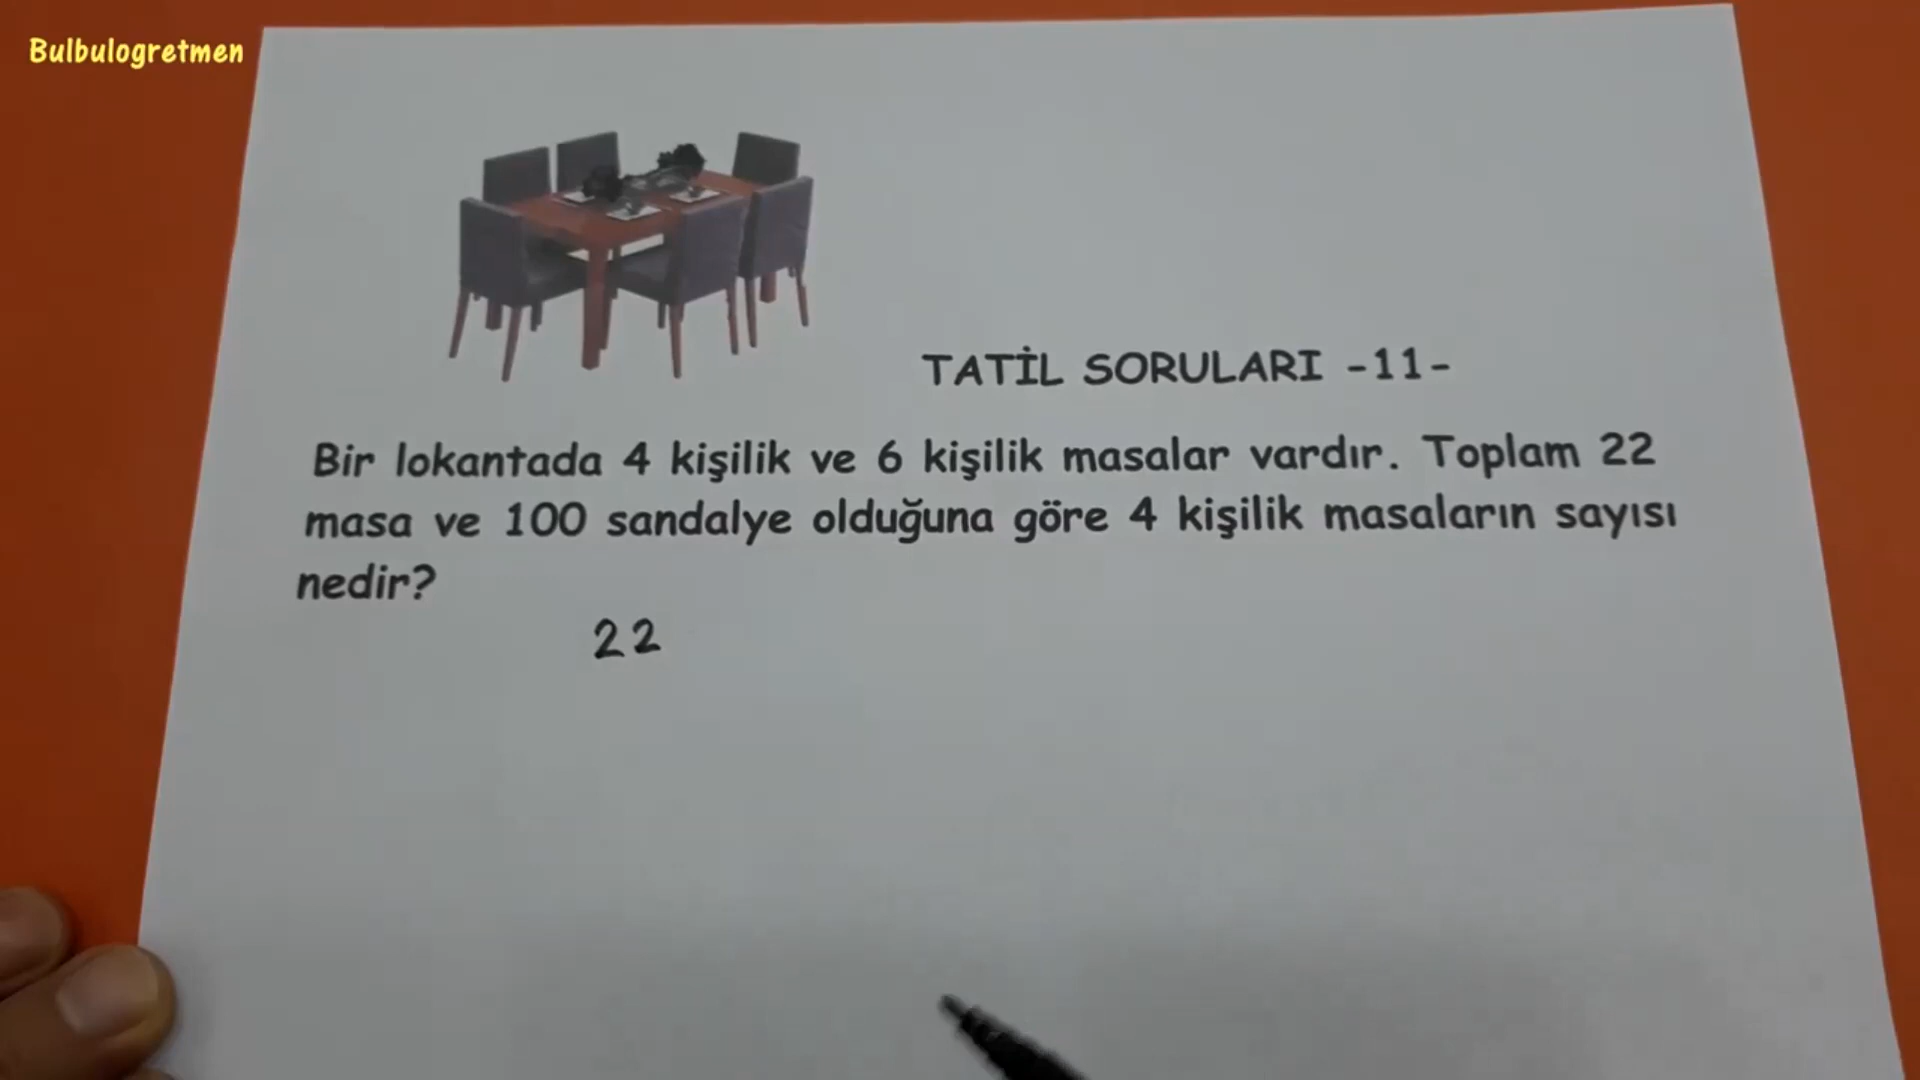 Bulbulogretmen
TATİL SORULARI -11-
Bir lokantada 4 kişilik ve 6 kişilik masalar vardır. Toplam 22
masa ve 100 sandalye olduğuna göre 4 kişilik masaların sayısı
nedir?
22